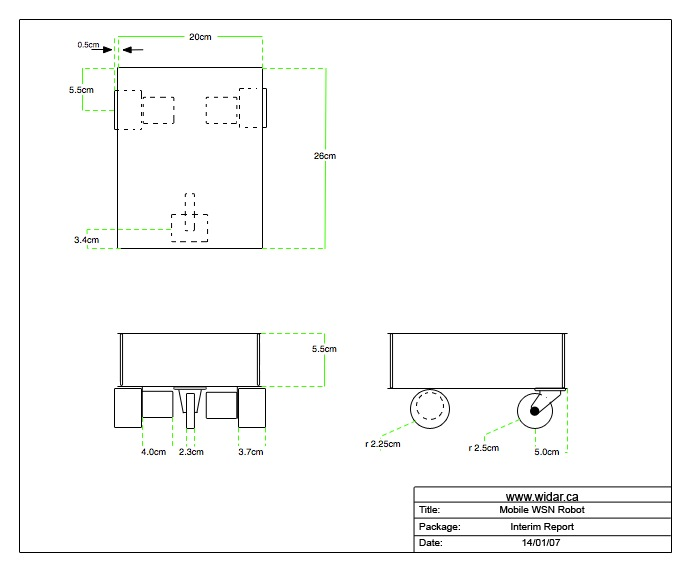 20cm
0.5cm
5.5cm
26cm
3.4cm
5.5cm
4.0cm 2.3cm 3.7cm
r 2.25cm r 2.5cm 5.0cm
www.widar.ca
Title: Mobile WSN Robot
Package: Interim Report
Date: 14/01/07